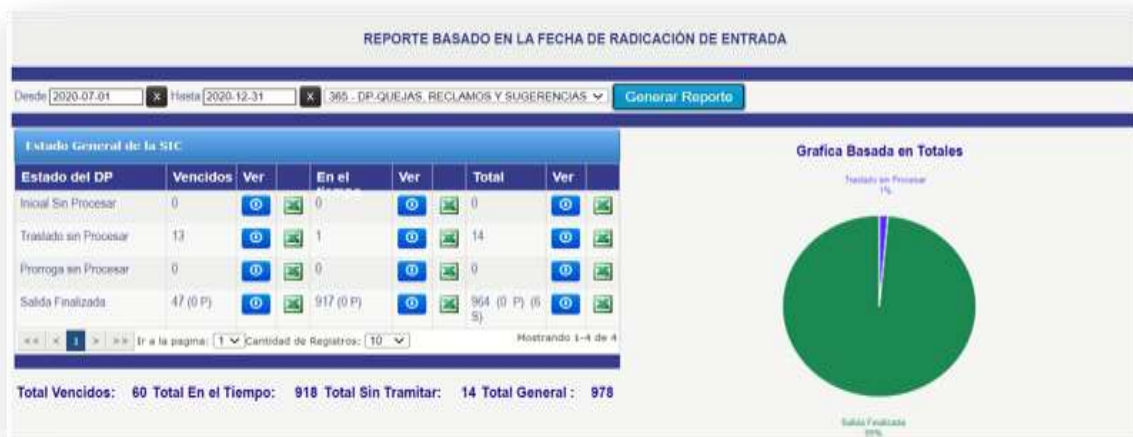 REPORTE BASADO EN LA FECHA DE RADICACIÓN DE ENTRADA
Desde 2020-07-01 X Hasta 2020-12-31 X 365 - DP-QUEJAS, RECLAMOS Y SUGERENCIAS Generar Reporte
Estado General de la SIC
Estado del DP Vencidos Ver En el Ver Total Ver
Inicial Sin Procesar 0 0 0
Traslado sin Procesar 13 1 14
Prorroga sin Procesar 0 0 0
Salida Finalizada 47 (0 P) 917 (0 P) 964 (0 P) (6
S)
<< < 1 > >> Ir a la pagina: 1 Cantidad de Registros: 10 Mostrando 1-4 de 4
Total Vencidos: 60 Total En el Tiempo: 918 Total Sin Tramitar: 14 Total General : 978
Grafica Basada en Totales
Traslado sin Procesar
1%
Salida Finalizada
99%